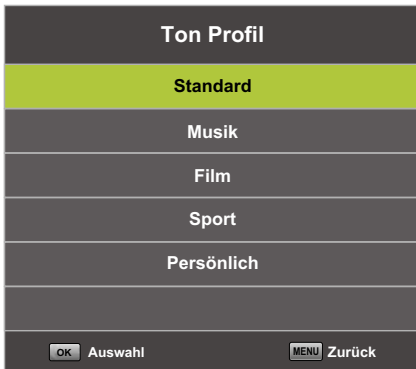 Ton Profil
Standard
Musik
Film
Sport
Persönlich
OK Auswahl MENU Zurück